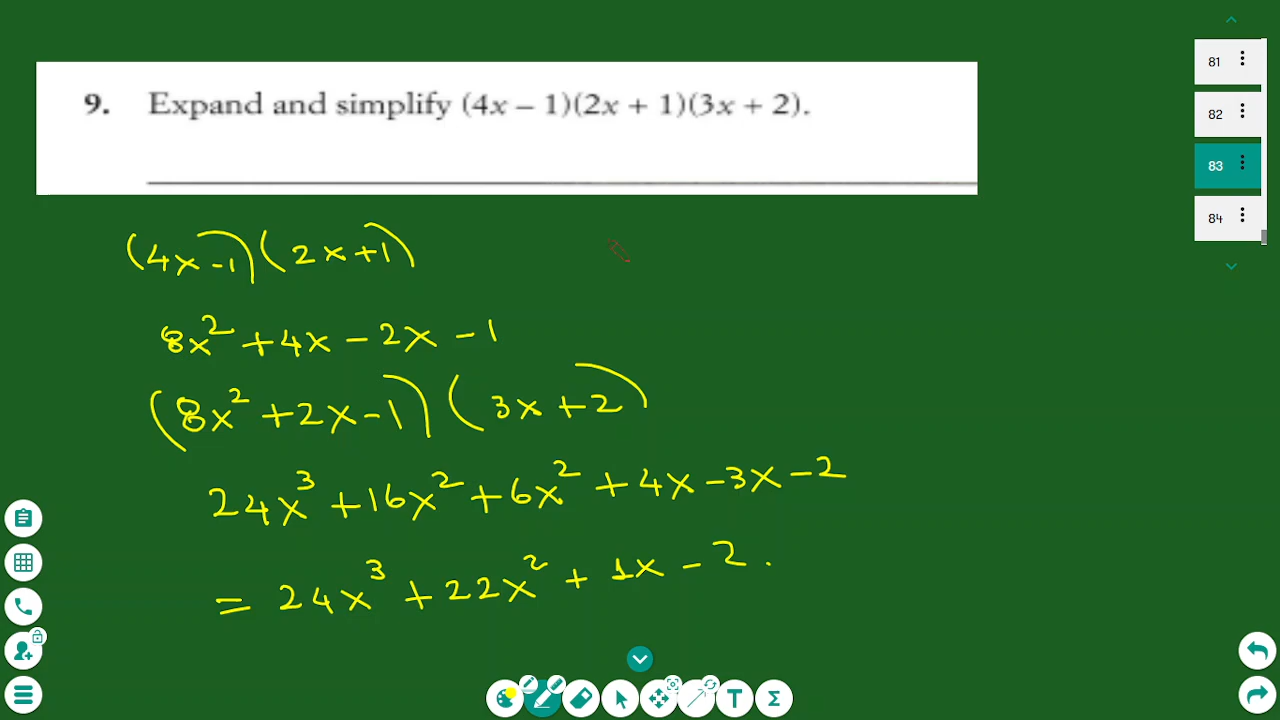 9. Expand and simplify (4x – 1)(2x + 1)(3x + 2).
(4x-1)(2x+1)
8x² +4x - 2x - 1
(8x² +2x-1)(3x+2)
24x³ +16x² +6x² +4x -3x -2
= 24x³ +22x² + 1x - 2.
81
82
83
84
T
Σ